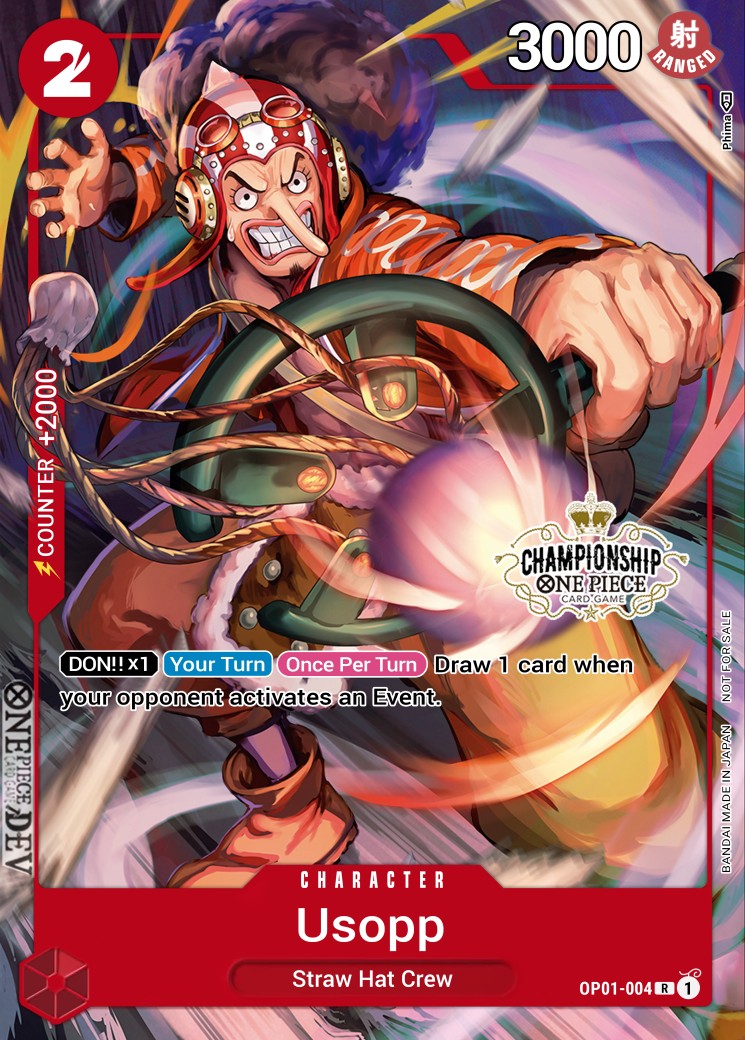 2
3000
射
RANGED
Phima
COUNTER +2000
CHAMPIONSHIP
ONE PIECE
CARD GAME
DON!! x1 Your Turn Once Per Turn Draw 1 card when
your opponent activates an Event.
NOT FOR SALE
BANDAI MADE IN JAPAN
ONE PIECE DEV
CHARACTER
Usopp
Straw Hat Crew
OP01-004 R 1